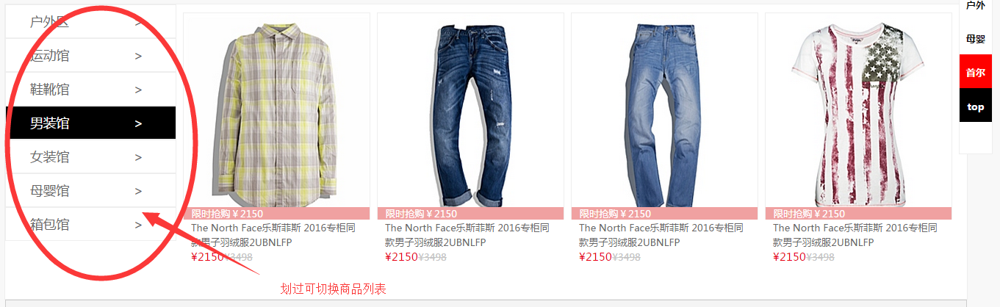 户外区 >
运动馆 >
鞋靴馆 >
男装馆 >
女装馆 >
母婴馆 >
箱包馆 >
限时抢购￥2150
The North Face乐斯菲斯 2016专柜同
款男子羽绒服2UBNLFP
¥2150¥3498
限时抢购￥2150
The North Face乐斯菲斯 2016专柜同
款男子羽绒服2UBNLFP
¥2150¥3498
限时抢购￥2150
The North Face乐斯菲斯 2016专柜同
款男子羽绒服2UBNLFP
¥2150¥3498
限时抢购￥2150
The North Face乐斯菲斯 2016专柜同
款男子羽绒服2UBNLFP
¥2150¥3498
户外
母婴
首尔
top
划过可切换商品列表